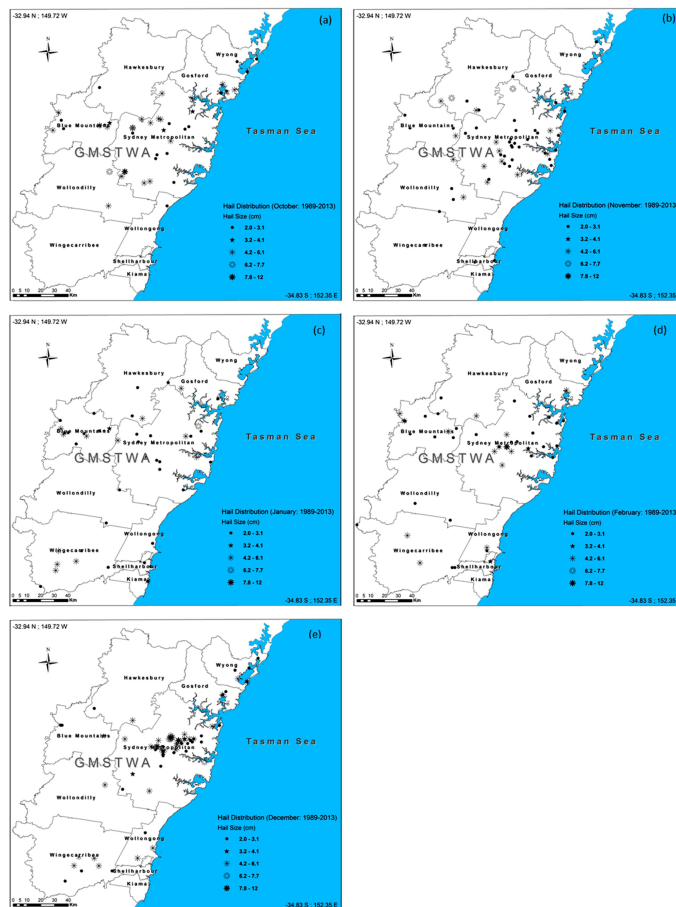 -32.94 N ; 149.72 W
(a)
Wyong
Hawkesbury
Gosford
Blue Mountains
Sydney Metropolitan
Tasman Sea
GMSTWA
Wollondilly
Hail Distribution (October: 1989-2013)
Hail Size (cm)
2.0 - 3.1
3.2 - 4.1
4.2 - 6.1
6.2 - 7.7
7.8 - 12
Wollongong
Wingecarribee
Shellharbour
Kiama
0 5 10 20 30 40 Km
-34.83 S ; 152.35 E
-32.94 N ; 149.72 W
(b)
Wyong
Hawkesbury
Gosford
Blue Mountains
Sydney Metropolitan
Tasman Sea
GMSTWA
Wollondilly
Hail Distribution (November: 1989-2013)
Hail Size (cm)
2.0 - 3.1
3.2 - 4.1
4.2 - 6.1
6.2 - 7.7
7.8 - 12
Wollongong
Wingecarribee
Shellharbour
Kiama
0 5 10 20 30 40 Km
-34.83 S ; 152.35 E
-32.94 N ; 149.72 W
(c)
Wyong
Hawkesbury
Gosford
Blue Mountains
Sydney Metropolitan
Tasman Sea
GMSTWA
Wollondilly
Hail Distribution (January: 1989-2013)
Hail Size (cm)
2.0 - 3.1
3.2 - 4.1
4.2 - 6.1
6.2 - 7.7
7.8 - 12
Wollongong
Wingecarribee
Shellharbour
Kiama
0 5 10 20 30 40 Km
-34.83 S ; 152.35 E
-32.94 N ; 149.72 W
(d)
Wyong
Hawkesbury
Gosford
Blue Mountains
Sydney Metropolitan
Tasman Sea
GMSTWA
Wollondilly
Hail Distribution (February: 1989-2013)
Hail Size (cm)
2.0 - 3.1
3.2 - 4.1
4.2 - 6.1
6.2 - 7.7
7.8 - 12
Wollongong
Wingecarribee
Shellharbour
Kiama
0 5 10 20 30 40 Km
-34.83 S ; 152.35 E
-32.94 N ; 149.72 W
(e)
Wyong
Hawkesbury
Gosford
Blue Mountains
Sydney Metropolitan
Tasman Sea
GMSTWA
Wollondilly
Hail Distribution (December: 1989-2013)
Hail Size (cm)
2.0 - 3.1
3.2 - 4.1
4.2 - 6.1
6.2 - 7.7
7.8 - 12
Wollongong
Wingecarribee
Shellharbour
Kiama
0 5 10 20 30 40 Km
-34.83 S ; 152.35 E